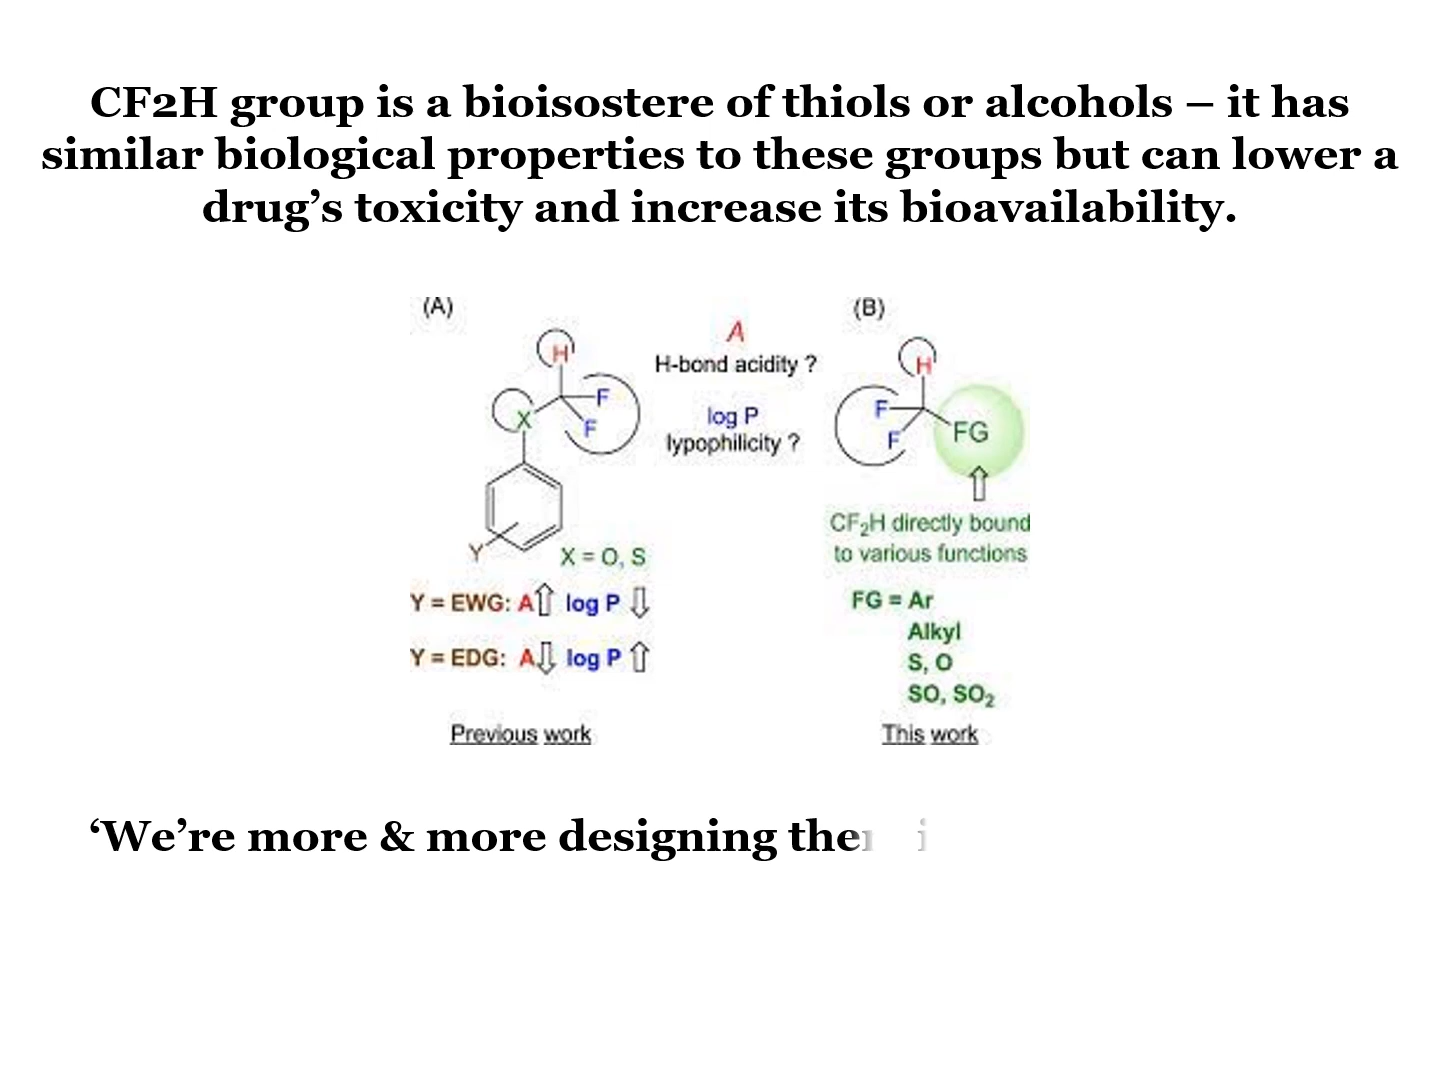 CF2H group is a bioisostere of thiols or alcohols – it has
similar biological properties to these groups but can lower a
drug’s toxicity and increase its bioavailability.
(A)
H
X
F
F
Y
X = O, S
Y = EWG: A⇧ log P ⇩
Y = EDG: A⇩ log P ⇧
Previous work
A
H-bond acidity ?
log P
lypophilicity ?
(B)
H
F
F
FG
CF₂H directly bound
to various functions
FG = Ar
Alkyl
S, O
SO, SO₂
This work
‘We’re more & more designing